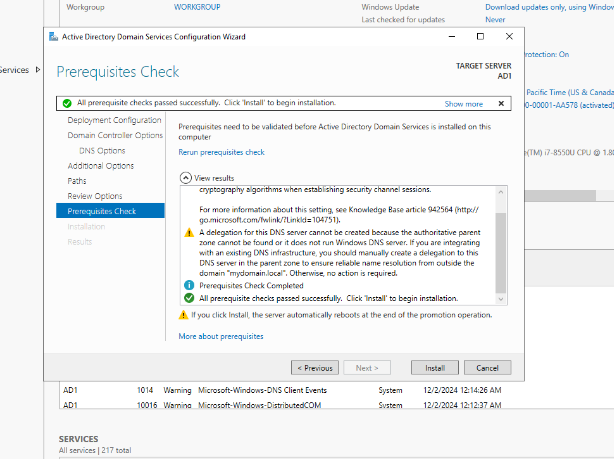 Workgroup
WORKGROUP
Windows Update
Download updates only, using Window
Last checked for updates
Never
Active Directory Domain Services Configuration Wizard
Services
rotection: On
Prerequisites Check
TARGET SERVER
AD1
Pacific Time (US & Canada
00-00001-AA578 (activated)
All prerequisite checks passed successfully. Click 'Install' to begin installation.
Show more
Deployment Configuration
Domain Controller Options
DNS Options
Additional Options
Paths
Review Options
Prerequisites Check
Installation
Results
Prerequisites need to be validated before Active Directory Domain Services is installed on this
computer
Rerun prerequisites check
(TM) i7-8550U CPU @ 1.80
View results
cryptography algorithms when establishing security channel sessions.
For more information about this setting, see Knowledge Base article 942564 (http://
go.microsoft.com/fwlink/?LinkId=104751).
A delegation for this DNS server cannot be created because the authoritative parent
zone cannot be found or it does not run Windows DNS server. If you are integrating
with an existing DNS infrastructure, you should manually create a delegation to this
DNS server in the parent zone to ensure reliable name resolution from outside the
domain "mydomain.local". Otherwise, no action is required.
Prerequisites Check Completed
All prerequisite checks passed successfully. Click 'Install' to begin installation.
If you click Install, the server automatically reboots at the end of the promotion operation.
More about prerequisites
< Previous
Next >
Install
Cancel
AD1 1014 Warning Microsoft-Windows-DNS Client Events System 12/2/2024 12:14:26 AM
AD1 10016 Warning Microsoft-Windows-DistributedCOM System 12/2/2024 12:12:37 AM
SERVICES
All services | 217 total